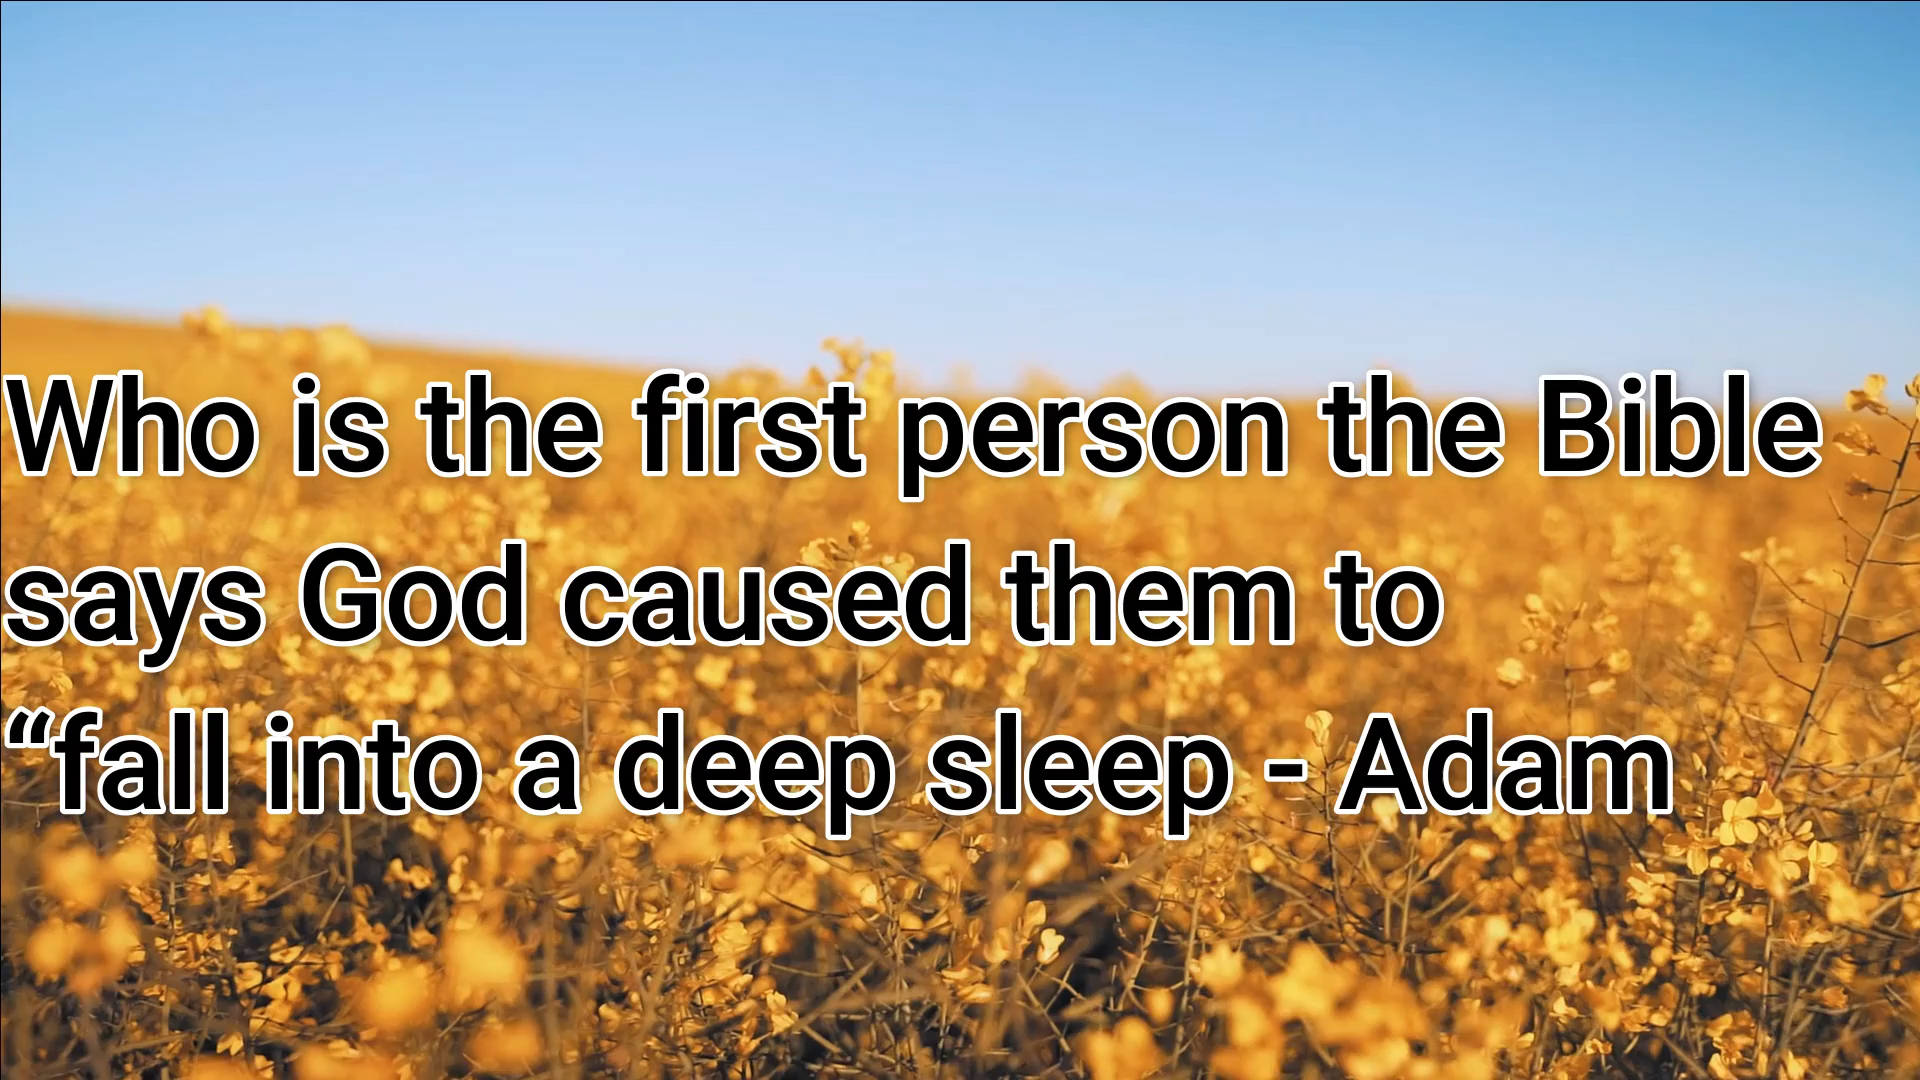 Who is the first person the Bible
says God caused them to
“fall into a deep sleep - Adam